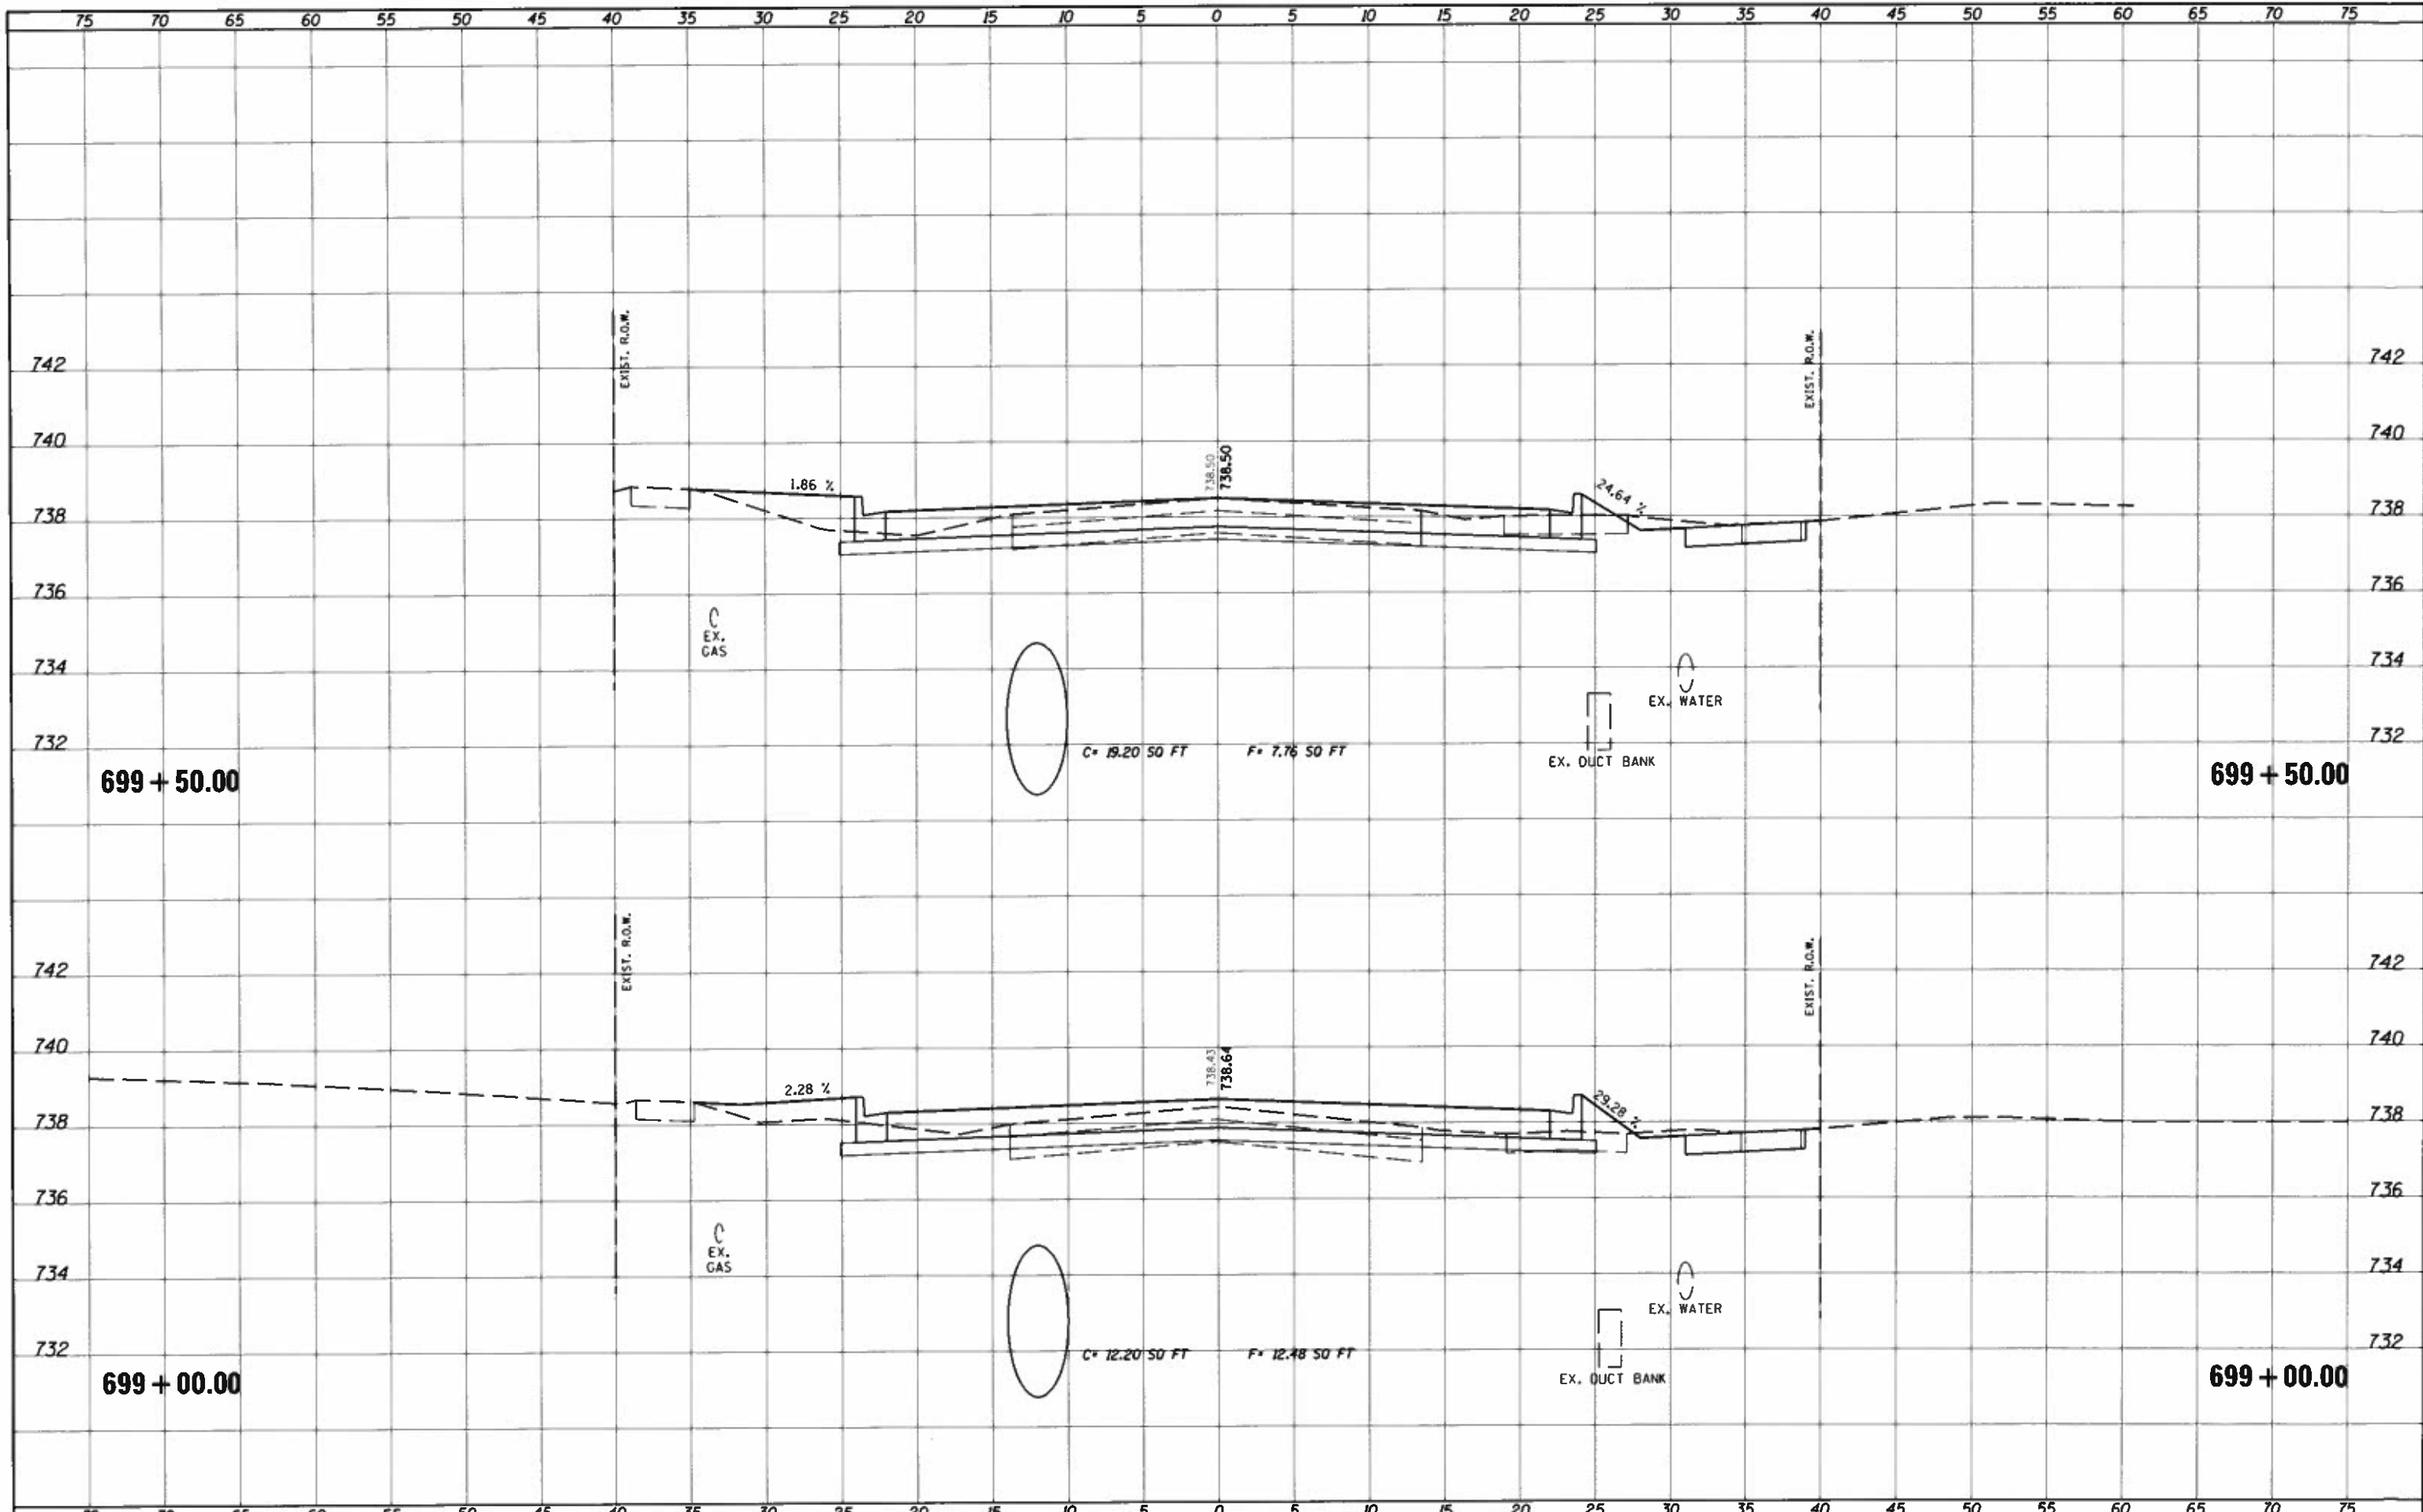 75 70 65 60 55 50 45 40 35 30 25 20 15 10 5 0 5 10 15 20 25 30 35 40 45 50 55 60 65 70 75
EXIST. R.O.W.
EXIST. R.O.W.
742 742
740 740
738.50
738.50
1.86 %
24.64 %
738 738
736 736
EX.
GAS
734 734
EX. WATER
732 732
C= 19.20 SQ FT F= 7.76 SQ FT
EX. DUCT BANK
699 + 50.00 699 + 50.00
EXIST. R.O.W.
EXIST. R.O.W.
742 742
740 740
738.43
738.64
2.28 %
29.28 %
738 738
736 736
EX.
GAS
734 734
EX. WATER
732 732
C= 12.20 SQ FT F= 12.48 SQ FT
EX. DUCT BANK
699 + 00.00 699 + 00.00